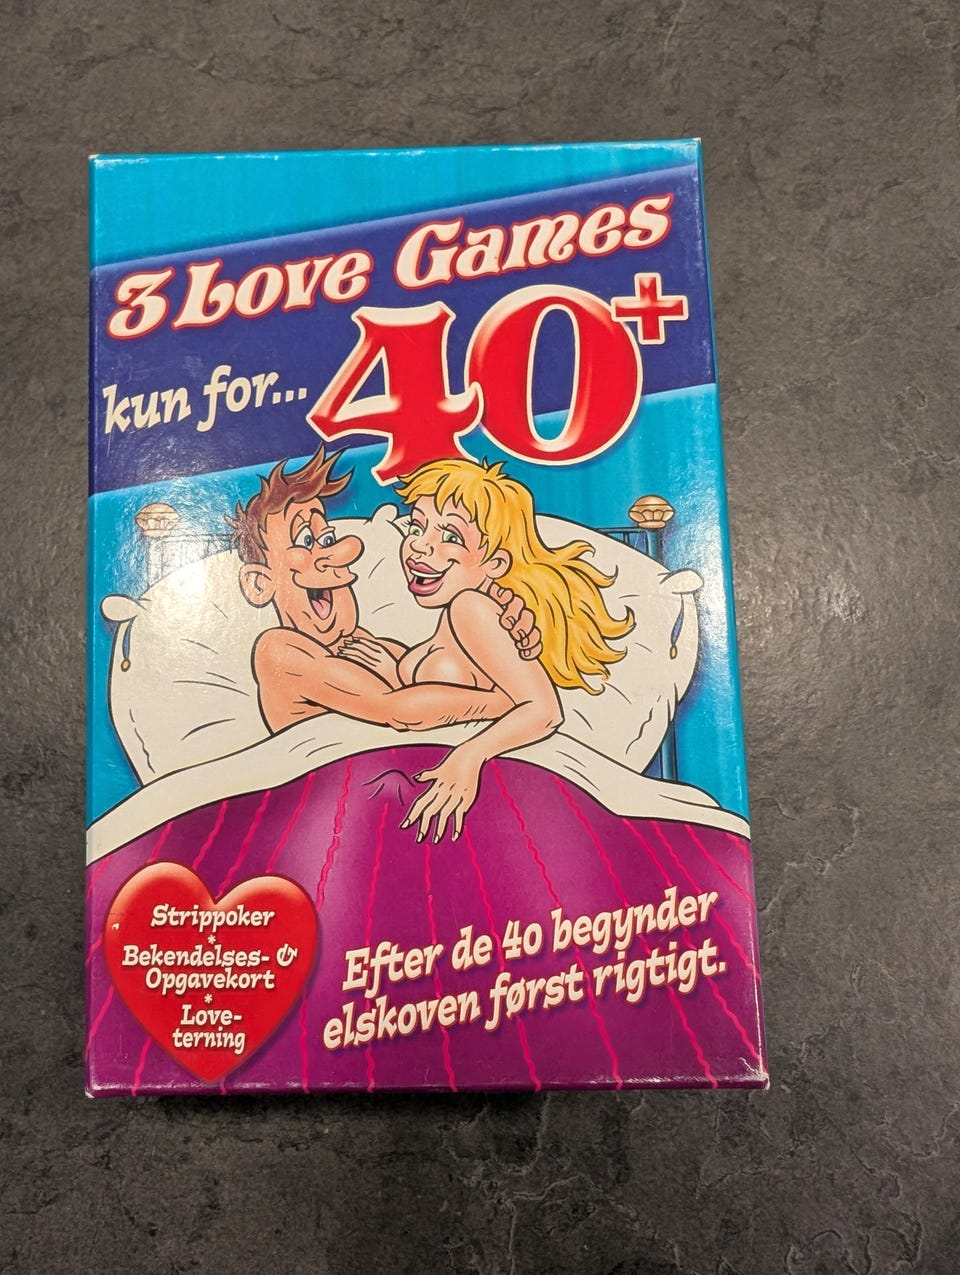 3 Love Games
kun for... 40+
Strippoker
*
Bekendelses- &
Opgavekort
*
Love-
terning
Efter de 40 begynder
elskoven først rigtigt.